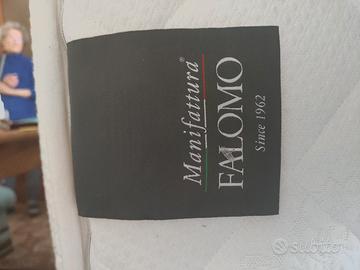 Manifattura®
FALOMO
Since 1962
subito